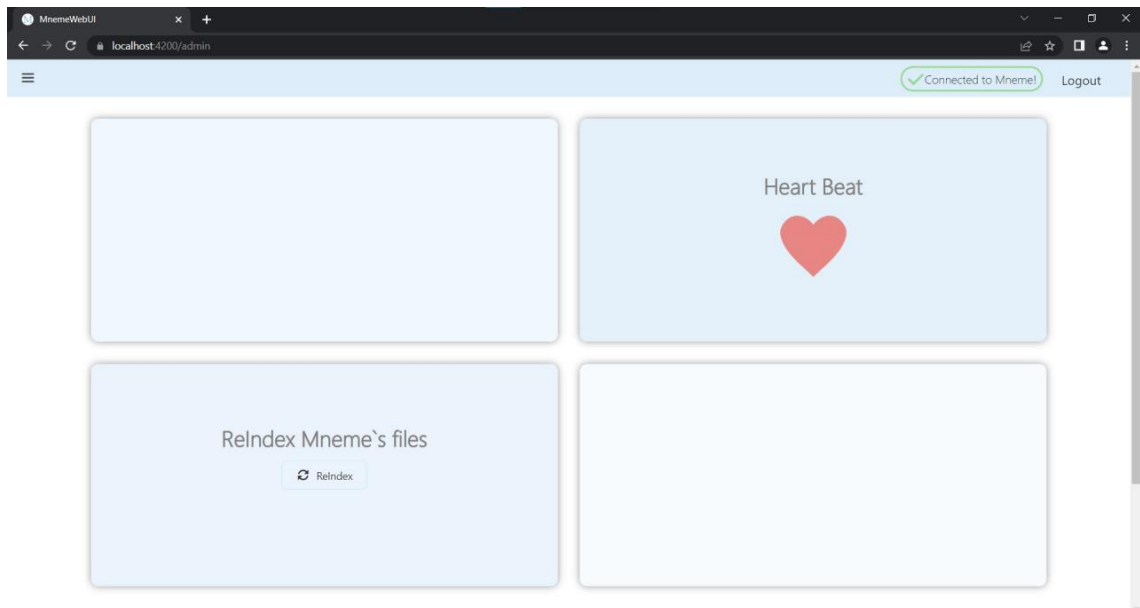 MnemeWebUI
localhost:4200/admin
Connected to Mneme!
Logout
Heart Beat
ReIndex Mneme`s files
ReIndex